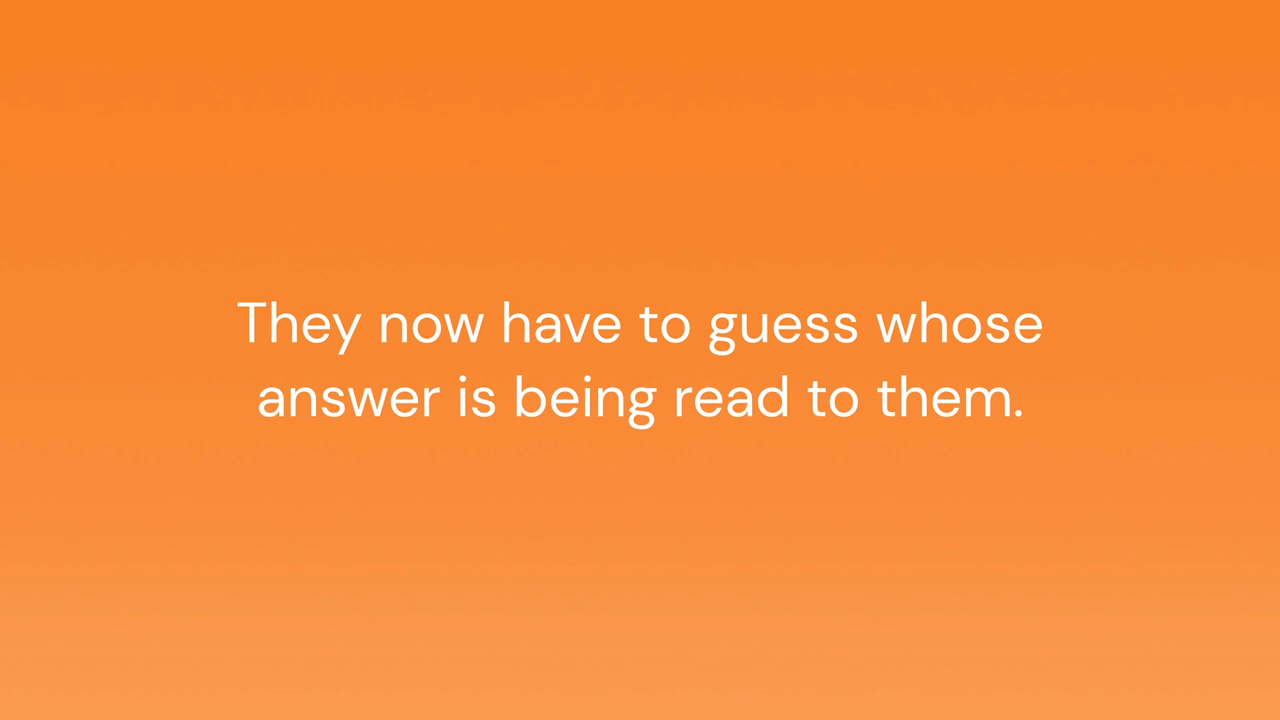 They now have to guess whose
answer is being read to them.